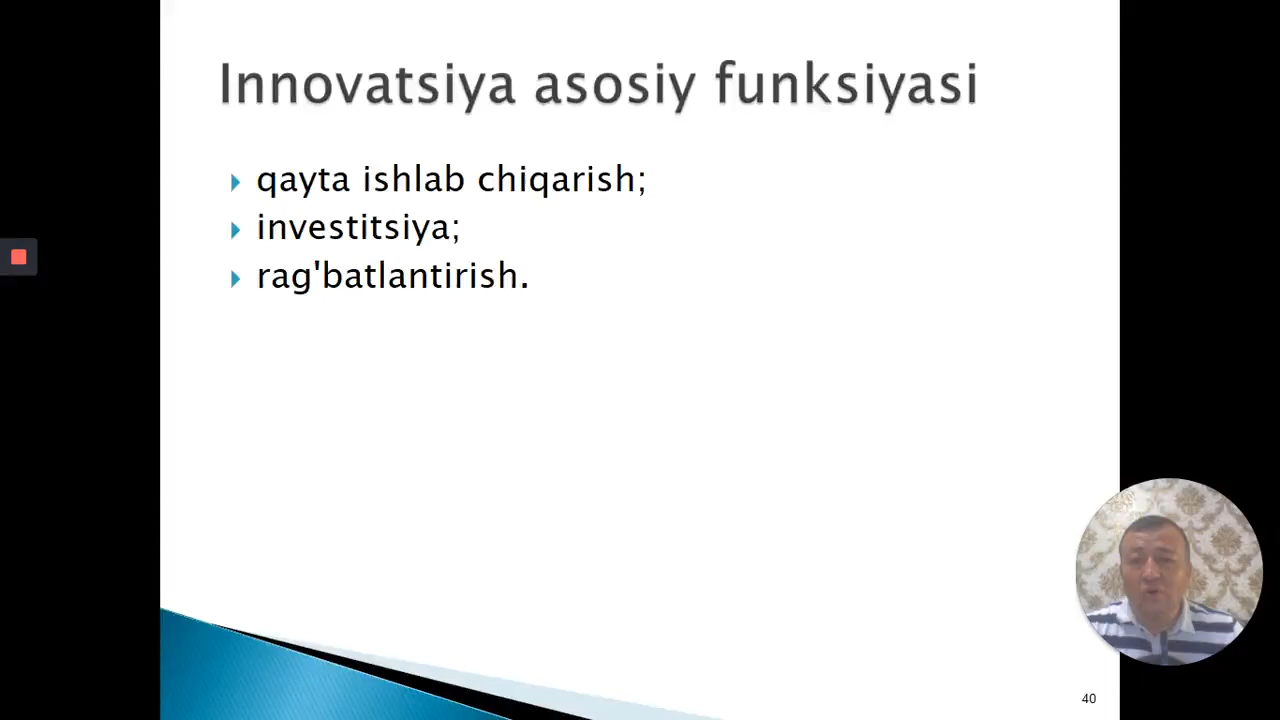 Innovatsiya asosiy funksiyasi
qayta ishlab chiqarish;
investitsiya;
rag'batlantirish.
40